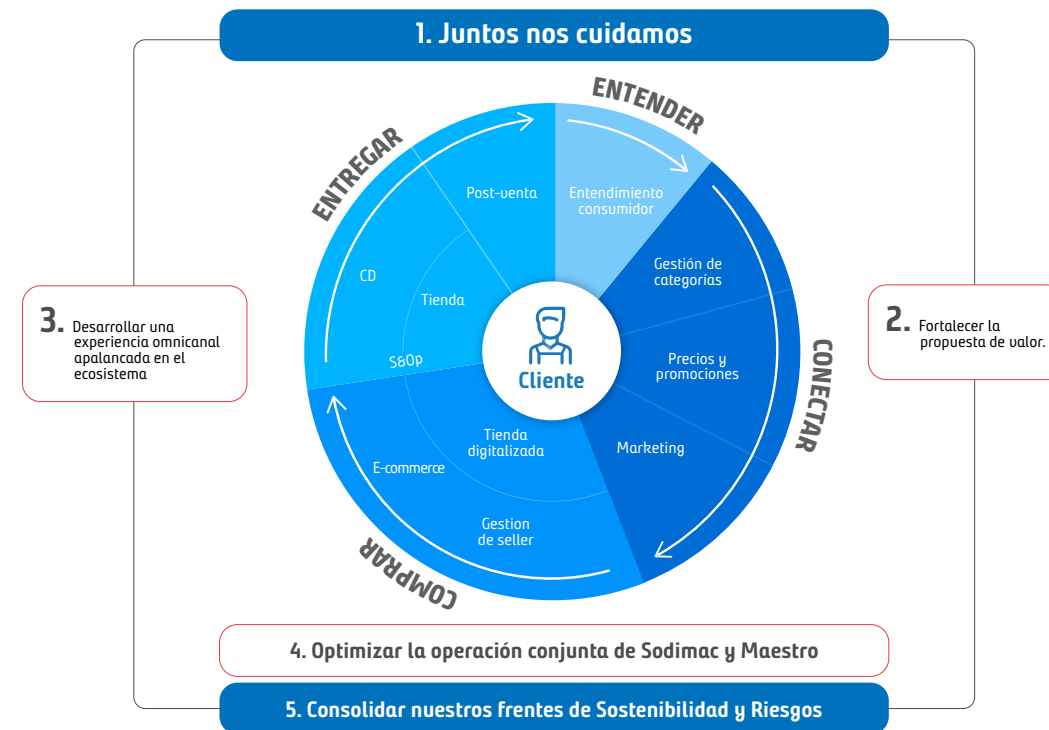 1. Juntos nos cuidamos
ENTENDER
ENTREGAR
Post-venta
Entendimiento
consumidor
CD
Tienda
Gestión de
categorías
3. Desarrollar una
experiencia omnicanal
apalancada en el
ecosistema
2. Fortalecer la
propuesta de valor.
S&Op
Cliente
Precios y
promociones
CONECTAR
Tienda
digitalizada
Marketing
E-commerce
Gestion
de seller
COMPRAR
4. Optimizar la operación conjunta de Sodimac y Maestro
5. Consolidar nuestros frentes de Sostenibilidad y Riesgos